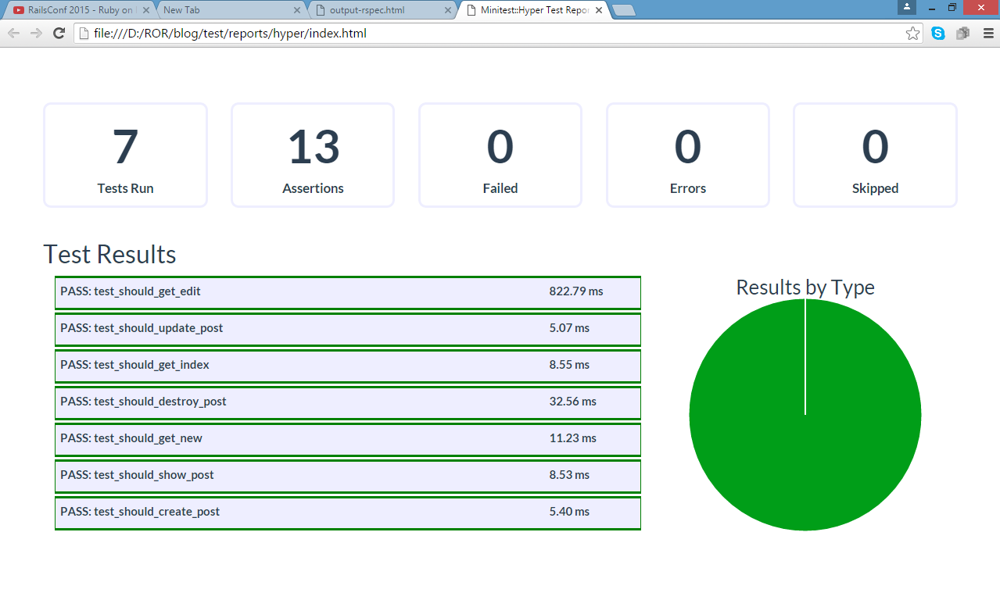 RailsConf 2015 - Ruby on
New Tab
output-rspec.html
Minitest::Hyper Test Repor
file:///D:/ROR/blog/test/reports/hyper/index.html
7
13
0
0
0
Tests Run
Assertions
Failed
Errors
Skipped
Test Results
Results by Type
PASS: test_should_get_edit 822.79 ms
PASS: test_should_update_post 5.07 ms
PASS: test_should_get_index 8.55 ms
PASS: test_should_destroy_post 32.56 ms
PASS: test_should_get_new 11.23 ms
PASS: test_should_show_post 8.53 ms
PASS: test_should_create_post 5.40 ms